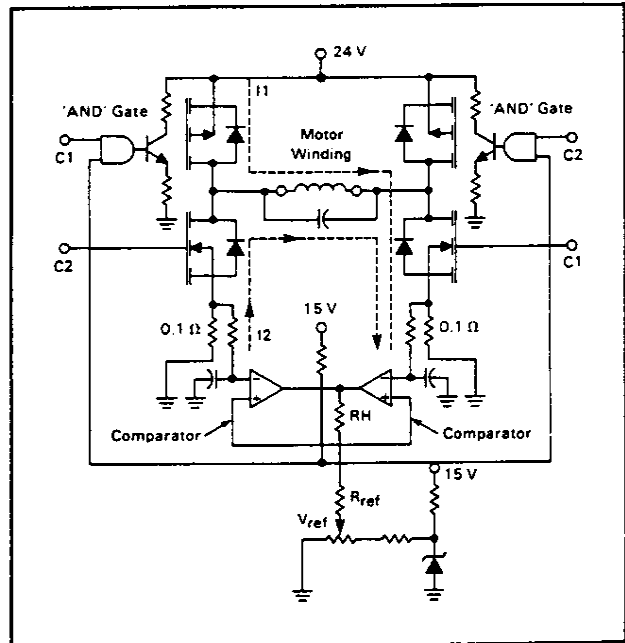 24 V
I1
'AND' Gate
'AND' Gate
C1
Motor
Winding
C2
C2
C1
15 V
0.1 Ω
I2
0.1 Ω
RH
Comparator
Comparator
15 V
Rref
Vref